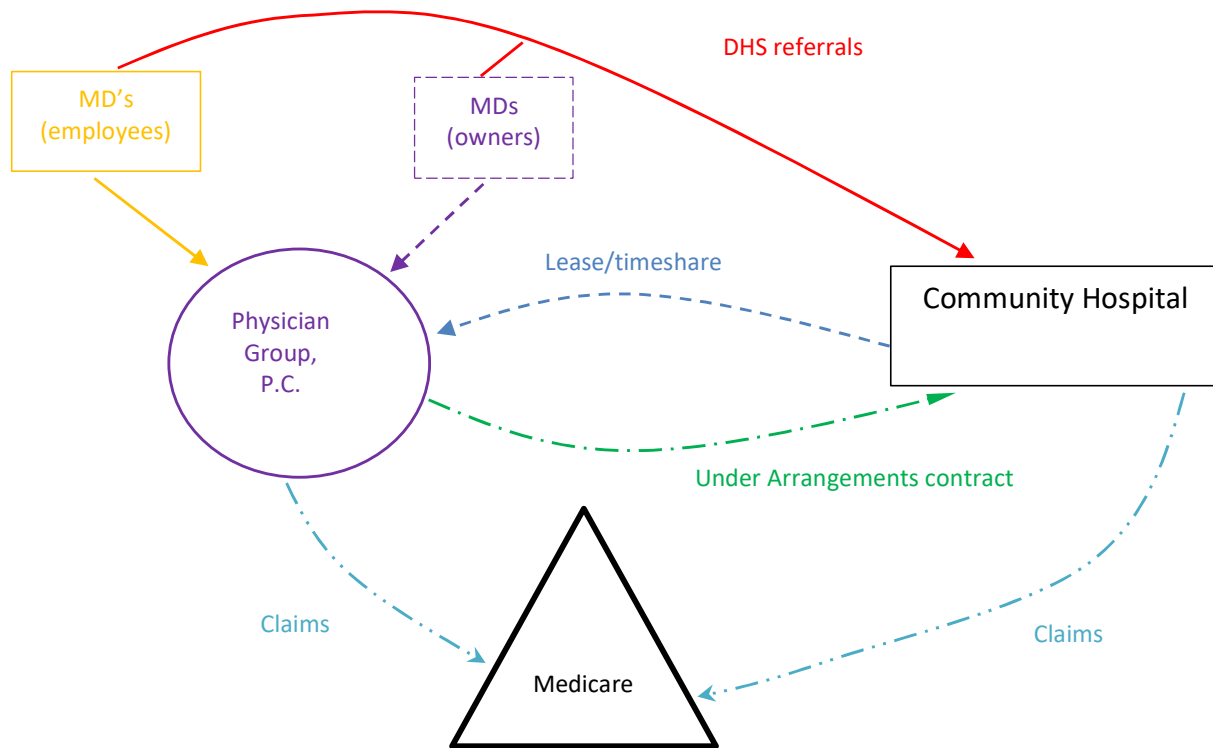 DHS referrals
MD’s
(employees)
MDs
(owners)
Lease/timeshare
Community Hospital
Physician
Group,
P.C.
Under Arrangements contract
Claims
Claims
Medicare